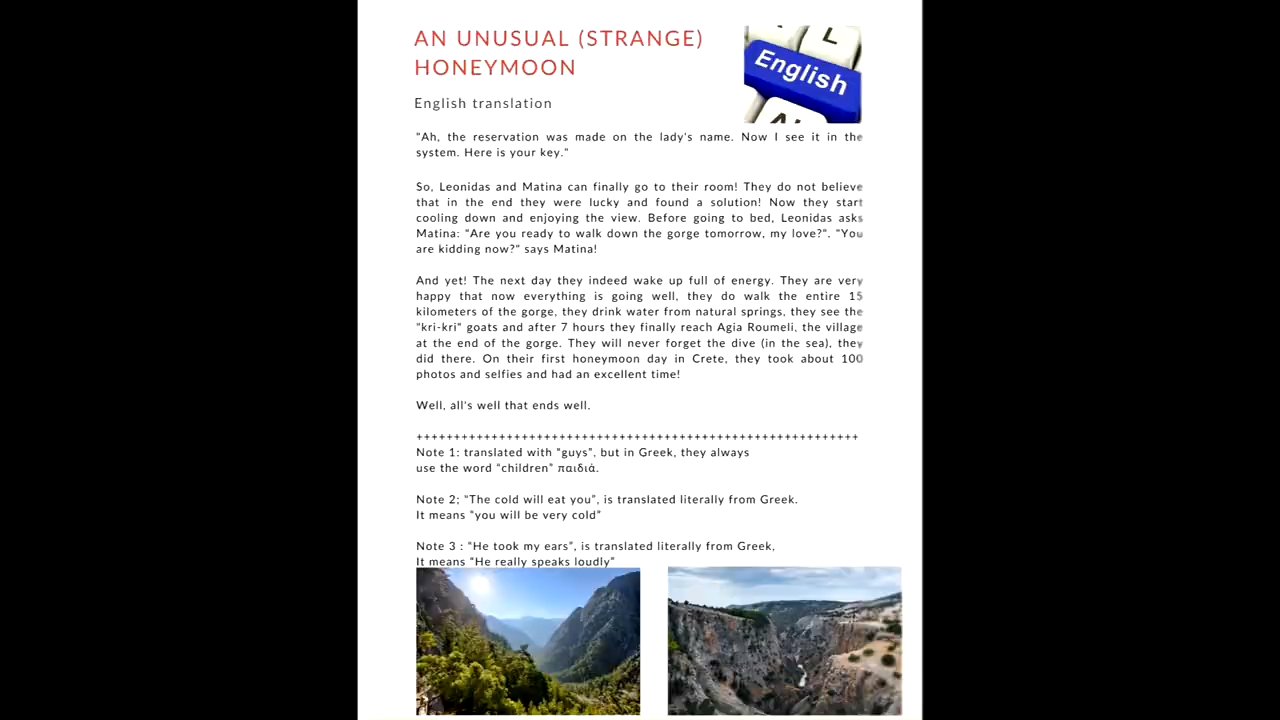 AN UNUSUAL (STRANGE)
HONEYMOON
English
English translation
"Ah, the reservation was made on the lady's name. Now I see it in the
system. Here is your key."
So, Leonidas and Matina can finally go to their room! They do not believe
that in the end they were lucky and found a solution! Now they start
cooling down and enjoying the view. Before going to bed, Leonidas asks
Matina: "Are you ready to walk down the gorge tomorrow, my love?". "You
are kidding now?" says Matina!
And yet! The next day they indeed wake up full of energy. They are very
happy that now everything is going well, they do walk the entire 15
kilometers of the gorge, they drink water from natural springs, they see the
"kri-kri" goats and after 7 hours they finally reach Agia Roumeli, the village
at the end of the gorge. They will never forget the dive (in the sea), they
did there. On their first honeymoon day in Crete, they took about 100
photos and selfies and had an excellent time!
Well, all's well that ends well.
+++++++++++++++++++++++++++++++++++++++++++++++++++++++++++
Note 1: translated with "guys", but in Greek, they always
use the word "children" παιδιά.
Note 2; "The cold will eat you", is translated literally from Greek.
It means "you will be very cold"
Note 3 : "He took my ears", is translated literally from Greek,
It means "He really speaks loudly"